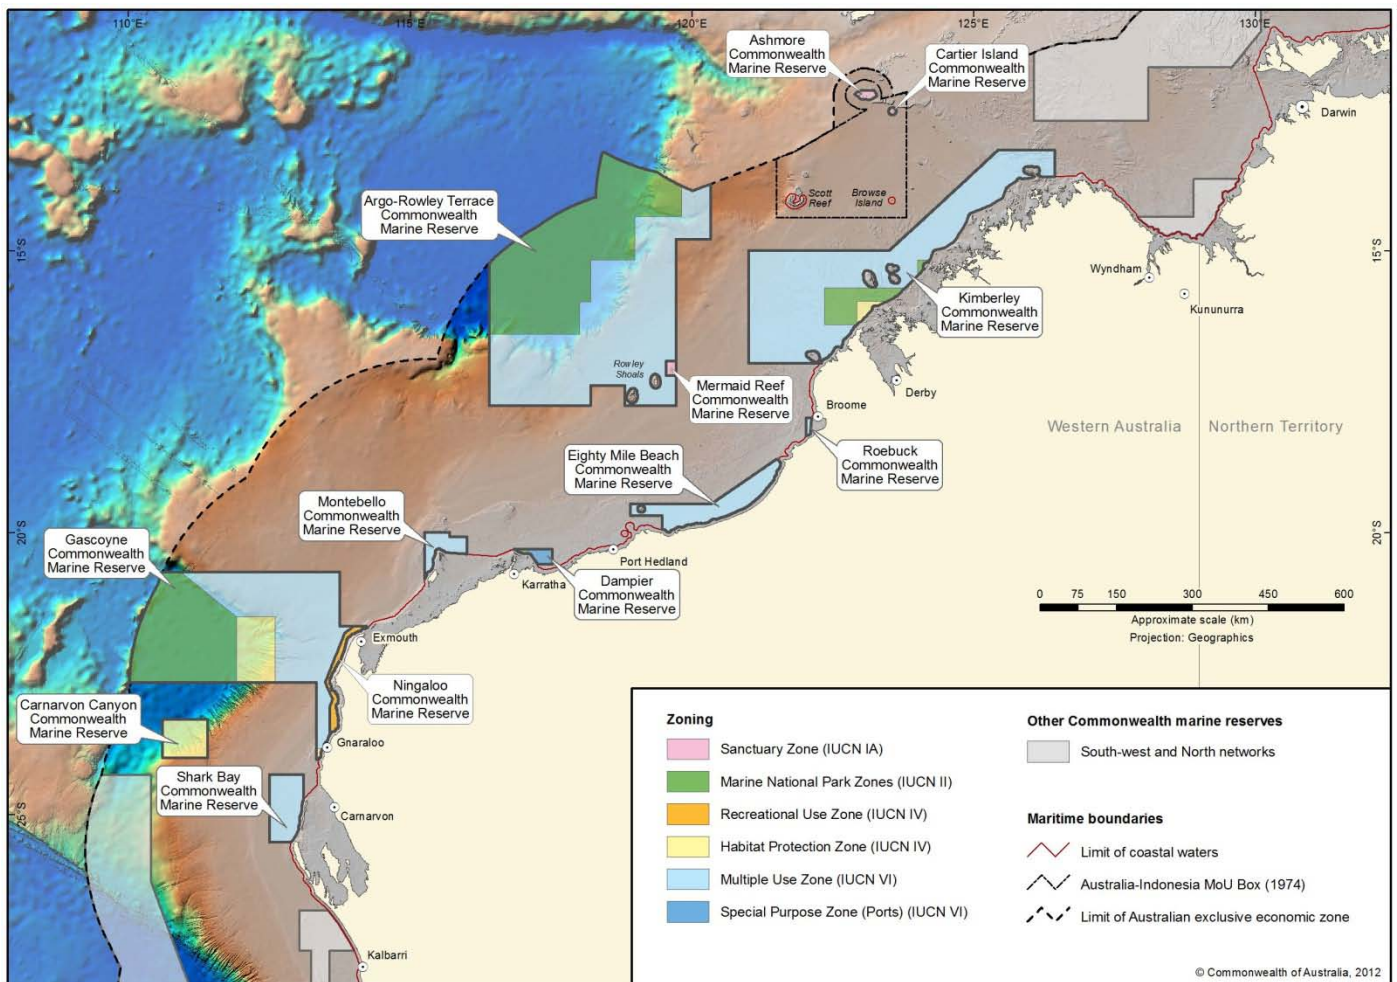 110°E
115°E
120°E
125°E
130°E
Ashmore
Commonwealth
Marine Reserve
Cartier Island
Commonwealth
Marine Reserve
Darwin
Argo-Rowley Terrace
Commonwealth
Marine Reserve
Scott
Reef
Browse
Island
15°S
15°S
Wyndham
Kununurra
Kimberley
Commonwealth
Marine Reserve
Rowley
Shoals
Mermaid Reef
Commonwealth
Marine Reserve
Derby
Broome
Western Australia
Northern Territory
Roebuck
Commonwealth
Marine Reserve
Eighty Mile Beach
Commonwealth
Marine Reserve
Montebello
Commonwealth
Marine Reserve
20°S
20°S
Gascoyne
Commonwealth
Marine Reserve
Port Hedland
Karratha
Dampier
Commonwealth
Marine Reserve
0 75 150 300 450 600
Approximate scale (km)
Projection: Geographics
Exmouth
Ningaloo
Commonwealth
Marine Reserve
Carnarvon Canyon
Commonwealth
Marine Reserve
Gnaraloo
Shark Bay
Commonwealth
Marine Reserve
25°S
Carnarvon
Kalbarri
Zoning
Sanctuary Zone (IUCN IA)
Marine National Park Zones (IUCN II)
Recreational Use Zone (IUCN IV)
Habitat Protection Zone (IUCN IV)
Multiple Use Zone (IUCN VI)
Special Purpose Zone (Ports) (IUCN VI)
Other Commonwealth marine reserves
South-west and North networks
Maritime boundaries
Limit of coastal waters
Australia-Indonesia MoU Box (1974)
Limit of Australian exclusive economic zone
© Commonwealth of Australia, 2012